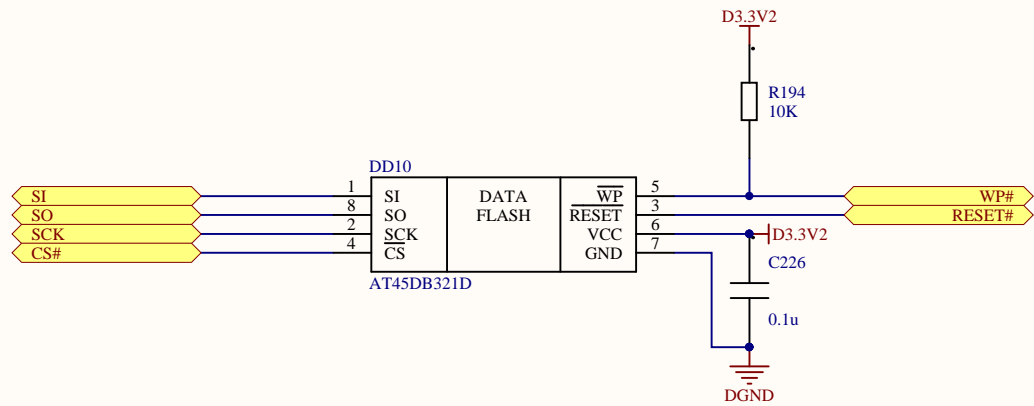 D3.3V2
R194
10K
DD10
SI 1 SI DATA WP 5 WP#
SO 8 SO FLASH RESET 3 RESET#
SCK 2 SCK VCC 6 D3.3V2
CS# 4 CS GND 7
C226
AT45DB321D
0.1u
DGND